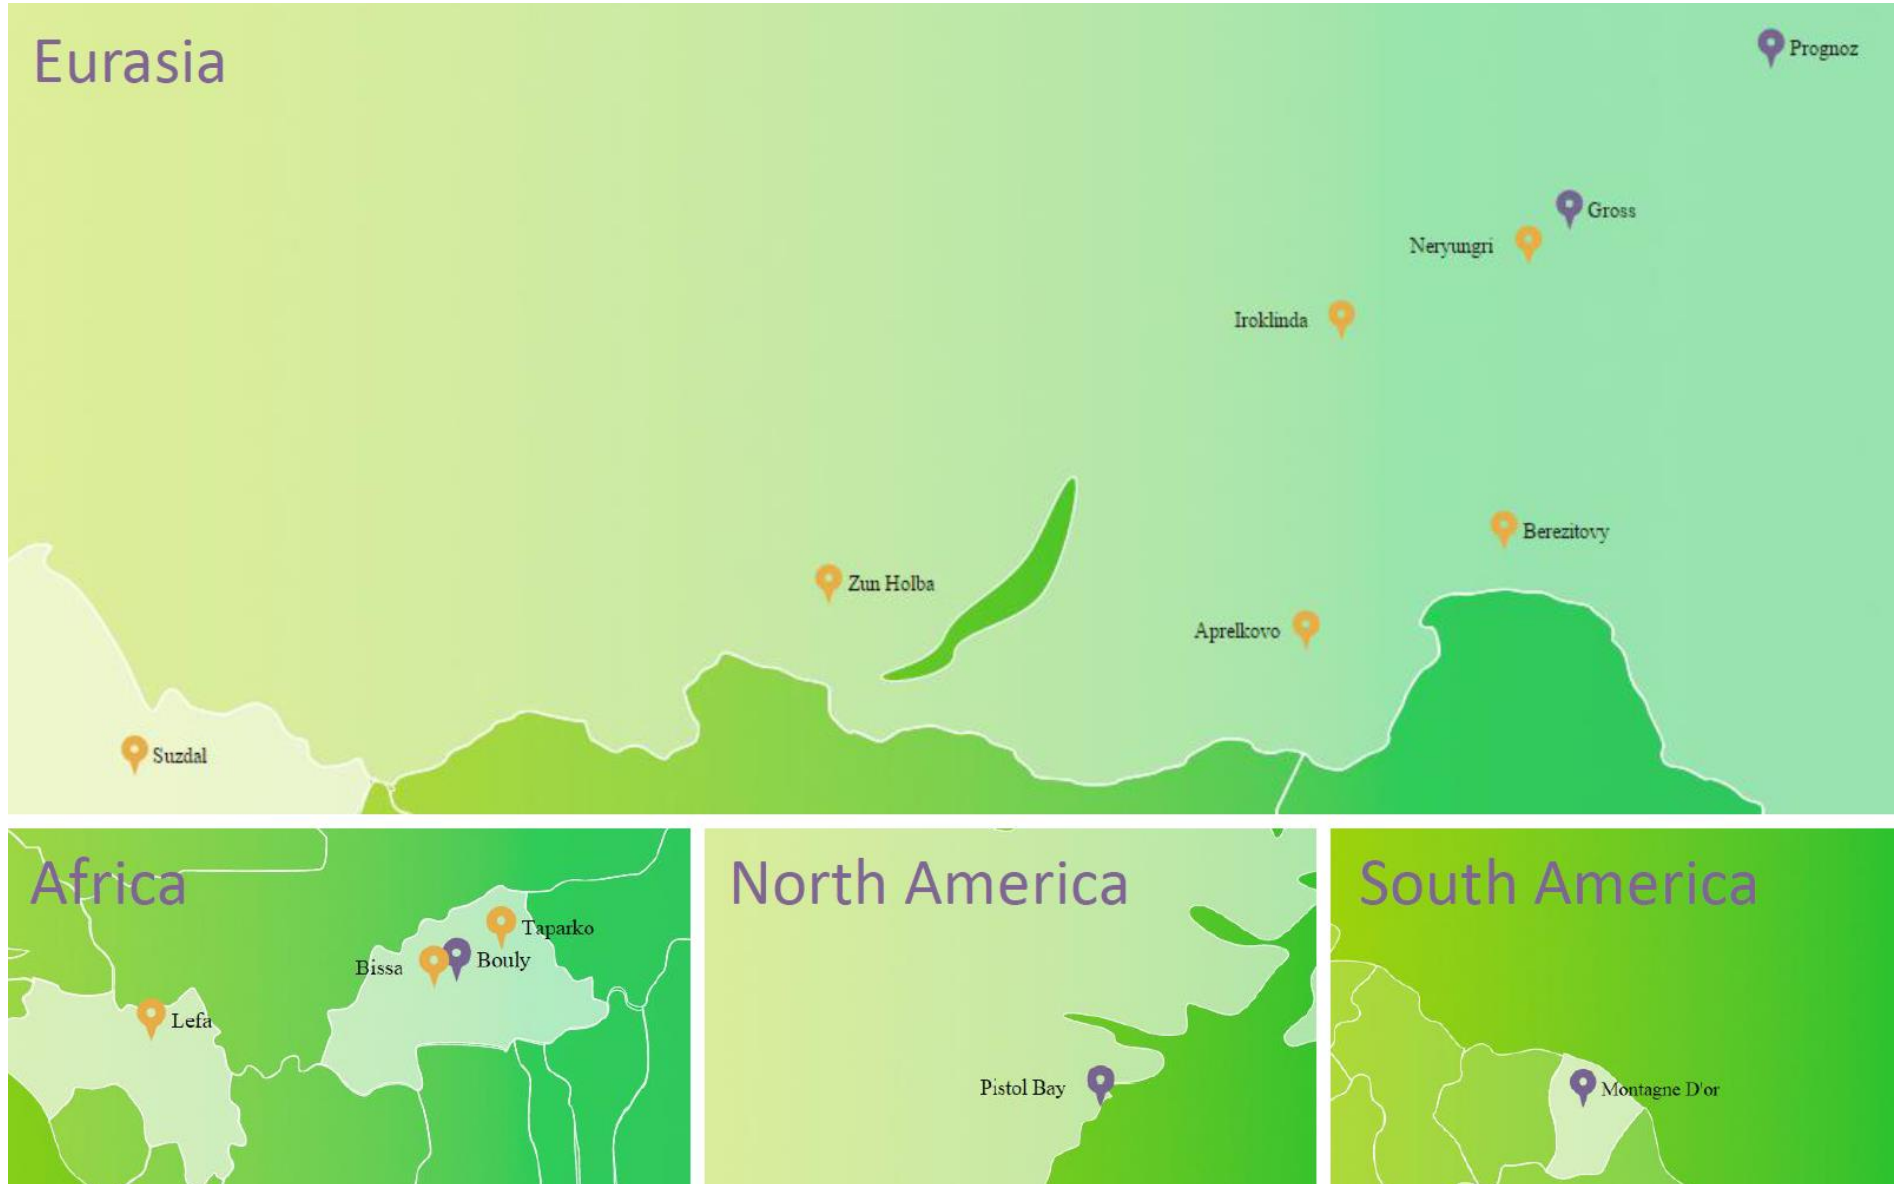 Eurasia
Prognoz
Gross
Neryungri
Iroklinda
Berezitovy
Zun Holba
Aprelkovo
Suzdal
Africa
Taparko
Bissa
Bouly
Lefa
North America
Pistol Bay
South America
Montagne D'or